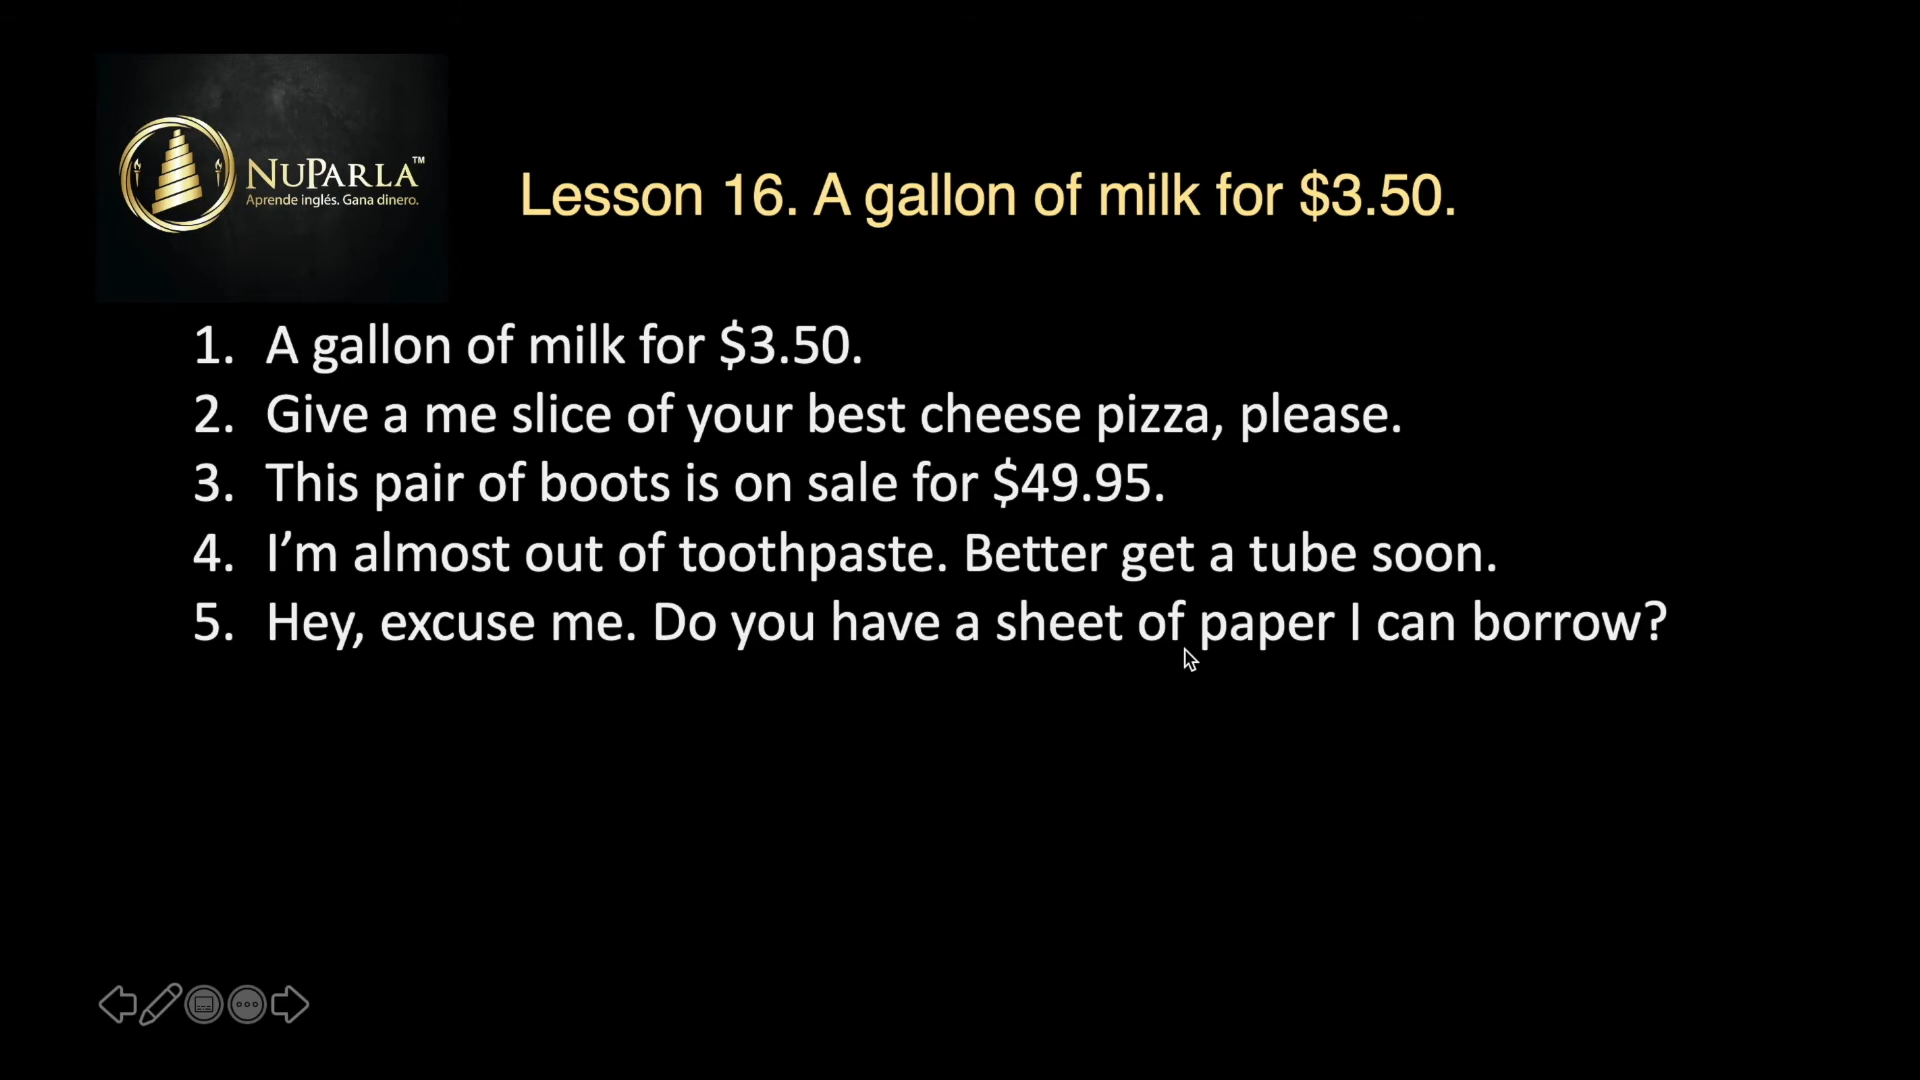 NUPARLA™
Aprende inglés. Gana dinero.
Lesson 16. A gallon of milk for $3.50.
1. A gallon of milk for $3.50.
2. Give a me slice of your best cheese pizza, please.
3. This pair of boots is on sale for $49.95.
4. I’m almost out of toothpaste. Better get a tube soon.
5. Hey, excuse me. Do you have a sheet of paper I can borrow?